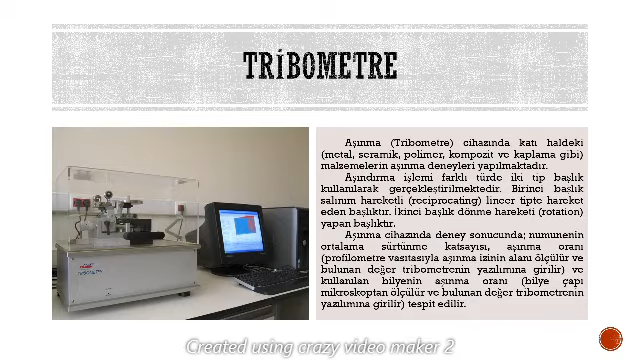 TRİBOMETRE
Aşınma (Tribometre) cihazında katı haldeki
(metal, seramik, polimer, kompozit ve kaplama gibi)
malzemelerin aşınma deneyleri yapılmaktadır.
Aşındırma işlemi farklı türde iki tip başlık
kullanılarak gerçekleştirilmektedir. Birinci başlık
salınım hareketli (reciprocating) lineer tipte hareket
eden başlıktır. İkinci başlık dönme hareketi (rotation)
yapan başlıktır.
Aşınma cihazında deney sonucunda; numunenin
ortalama sürtünme katsayısı, aşınma oranı
(profilometre vasıtasıyla aşınma izinin alanı ölçülür ve
bulunan değer tribometrenin yazılımına girilir) ve
kullanılan bilyenin aşınma oranı (bilye çapı
mikroskoptan ölçülür ve bulunan değer tribometrenin
yazılımına girilir) tespit edilir.
Created using crazy video maker 2